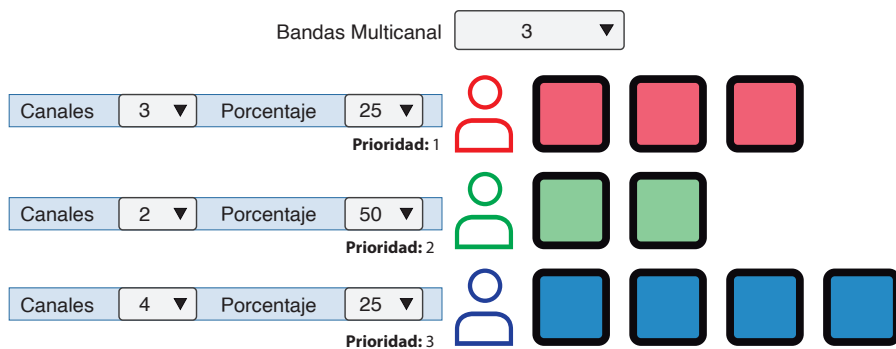 Bandas Multicanal 3
Canales 3 Porcentaje 25
Prioridad: 1
Canales 2 Porcentaje 50
Prioridad: 2
Canales 4 Porcentaje 25
Prioridad: 3